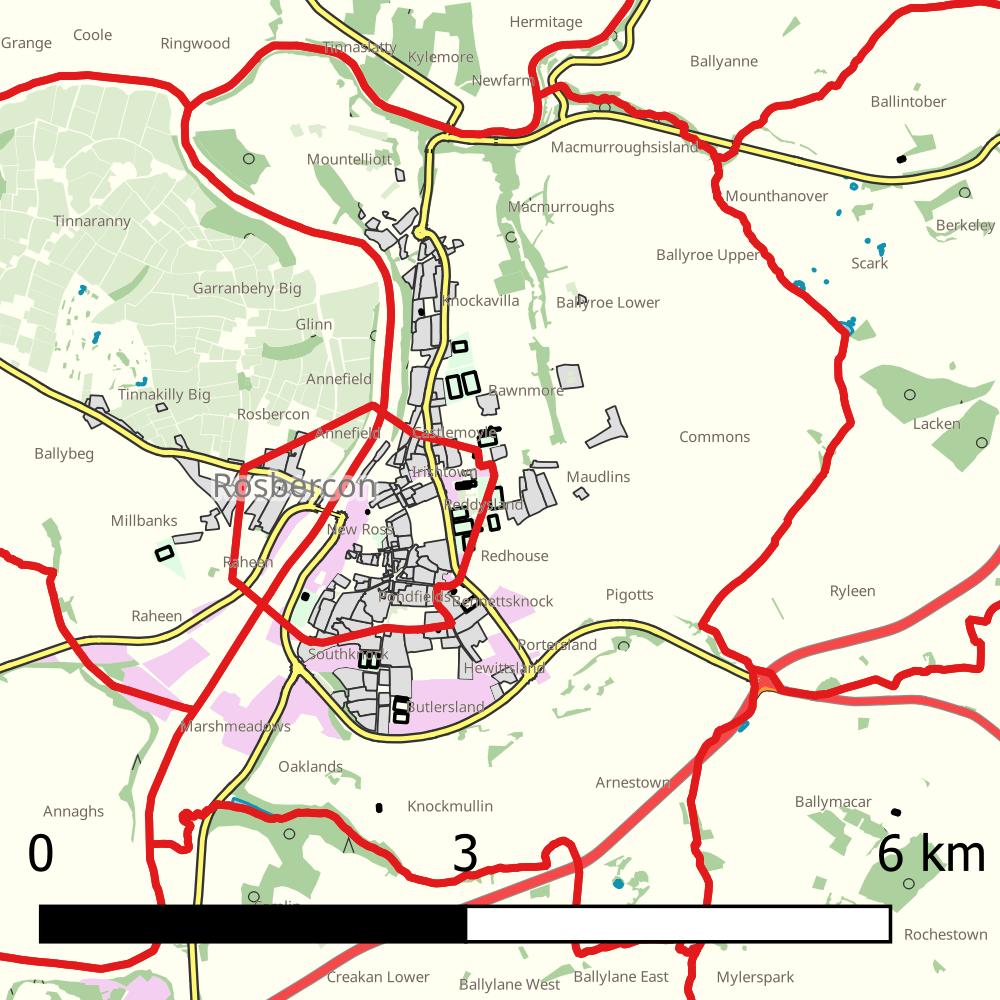 Hermitage
Coole
Grange
Ringwood
Tinnaslatty
Kylemore
Ballyanne
Newfarm
Ballintober
Macmurroughsisland
Mountelliott
Mounthanover
Macmurroughs
Tinnaranny
Berkeley
Ballyroe Upper
Scark
Garranbehy Big
Knockavilla
Ballyroe Lower
Glinn
Annefield
Bawnmore
Tinnakilly Big
Rosbercon
Lacken
Annefield
Castlemoyle
Commons
Ballybeg
Irishtown
Maudlins
Rosbercon
Reddysland
Millbanks
New Ross
Redhouse
Raheen
Ryleen
Pigotts
Pondfields
Bennettsknock
Raheen
Portersland
Southknock
Hewittsland
Butlersland
Marshmeadows
Oaklands
Arnestown
Ballymacar
Knockmullin
Annaghs
0
3
6 km
Rochestown
Creakan Lower
Ballylane West
Ballylane East
Mylerspark